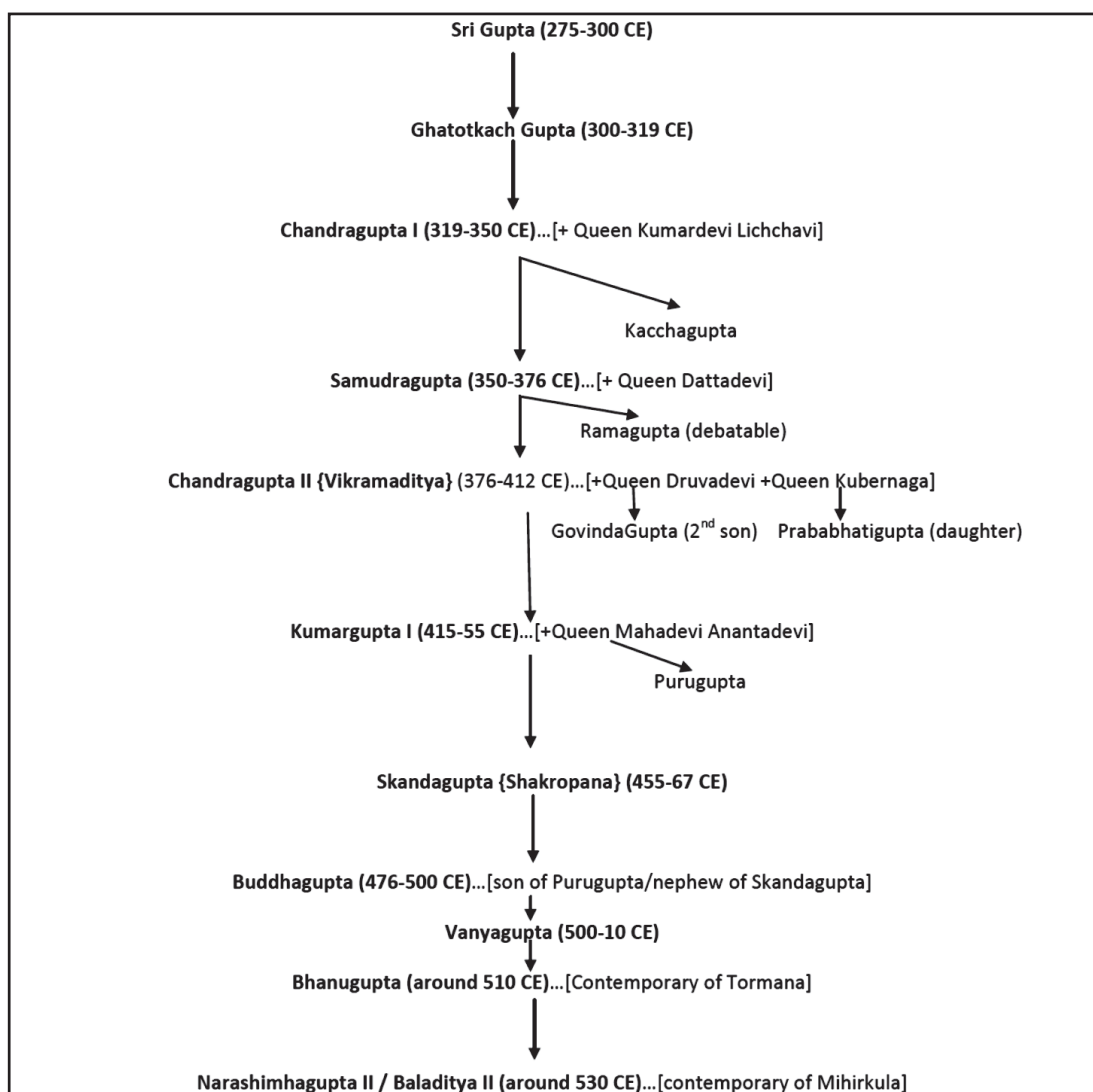 Sri Gupta (275-300 CE)
Ghatotkach Gupta (300-319 CE)
Chandragupta I (319-350 CE)...[+ Queen Kumardevi Lichchavi]
Kacchagupta
Samudragupta (350-376 CE)...[+ Queen Dattadevi]
Ramagupta (debatable)
Chandragupta II {Vikramaditya} (376-412 CE)...[+Queen Druvadevi +Queen Kubernaga]
GovindaGupta (2nd son) Prababhatigupta (daughter)
Kumargupta I (415-55 CE)...[+Queen Mahadevi Anantadevi]
Purugupta
Skandagupta {Shakropana} (455-67 CE)
Buddhagupta (476-500 CE)...[son of Purugupta/nephew of Skandagupta]
Vanyagupta (500-10 CE)
Bhanugupta (around 510 CE)...[Contemporary of Tormana]
Narashimhagupta II / Baladitya II (around 530 CE)...[contemporary of Mihirkula]